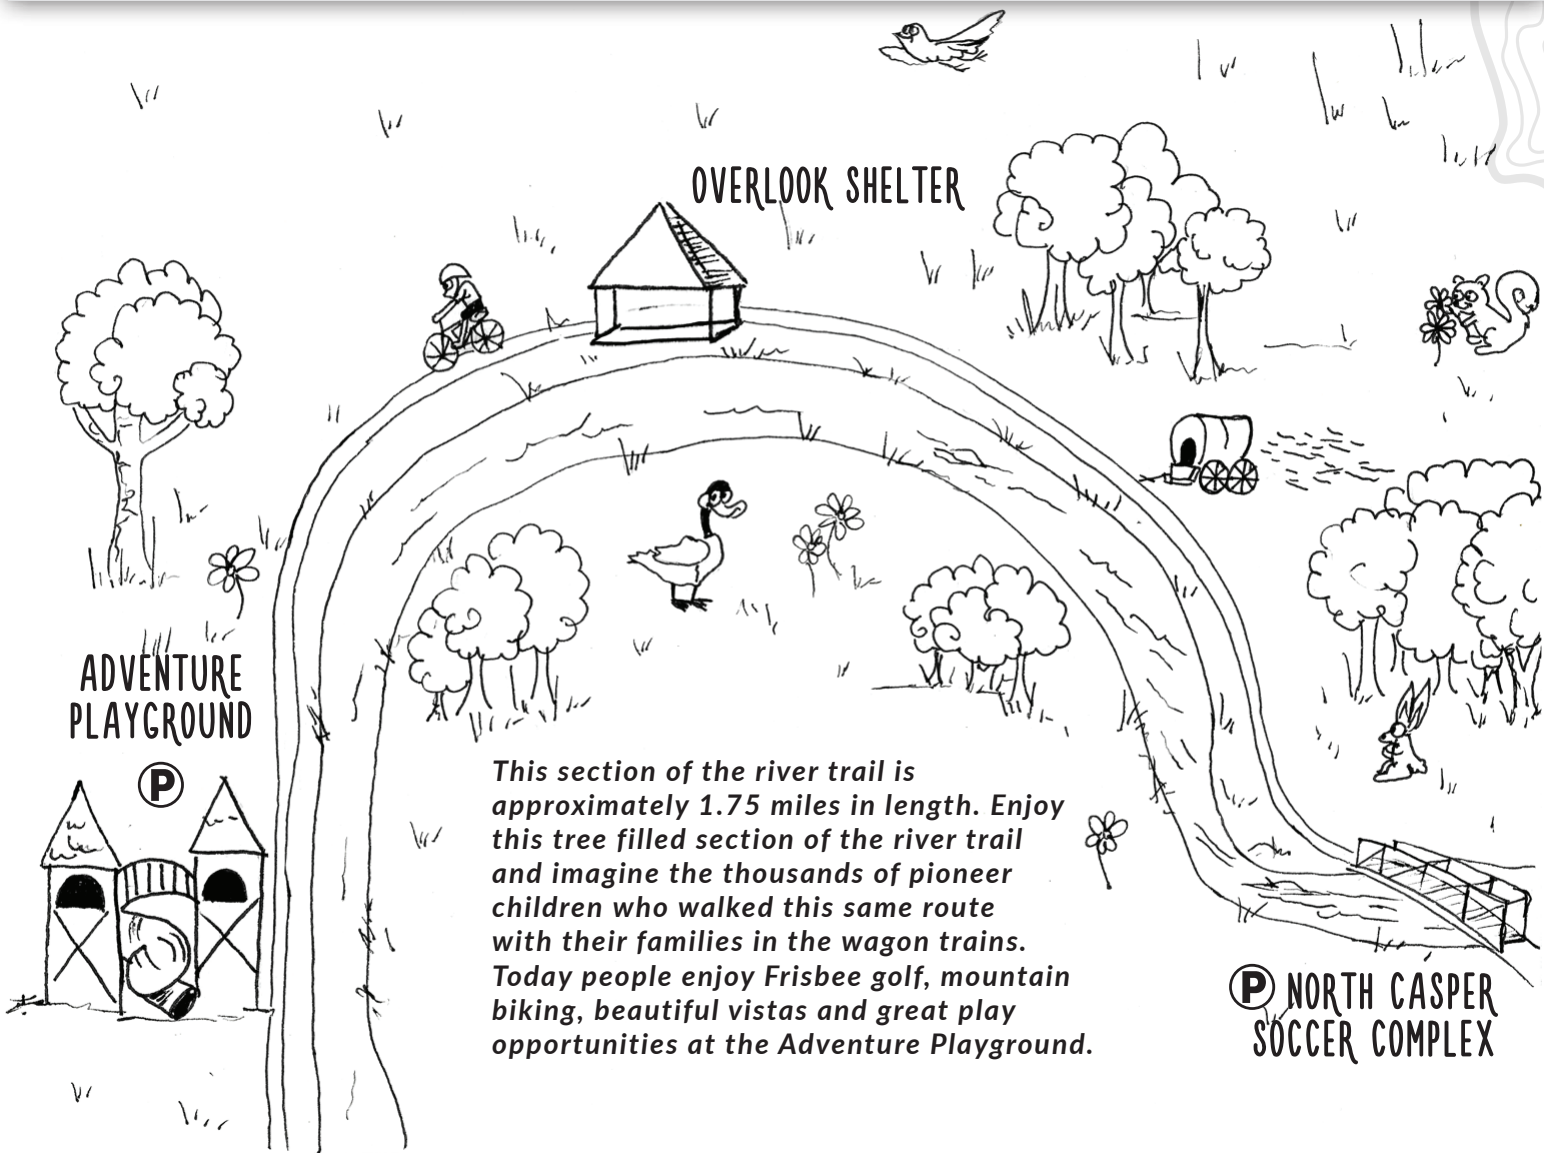 OVERLOOK SHELTER
ADVENTURE
PLAYGROUND
P
This section of the river trail is
approximately 1.75 miles in length. Enjoy
this tree filled section of the river trail
and imagine the thousands of pioneer
children who walked this same route
with their families in the wagon trains.
Today people enjoy Frisbee golf, mountain
biking, beautiful vistas and great play
opportunities at the Adventure Playground.
P NORTH CASPER
SOCCER COMPLEX